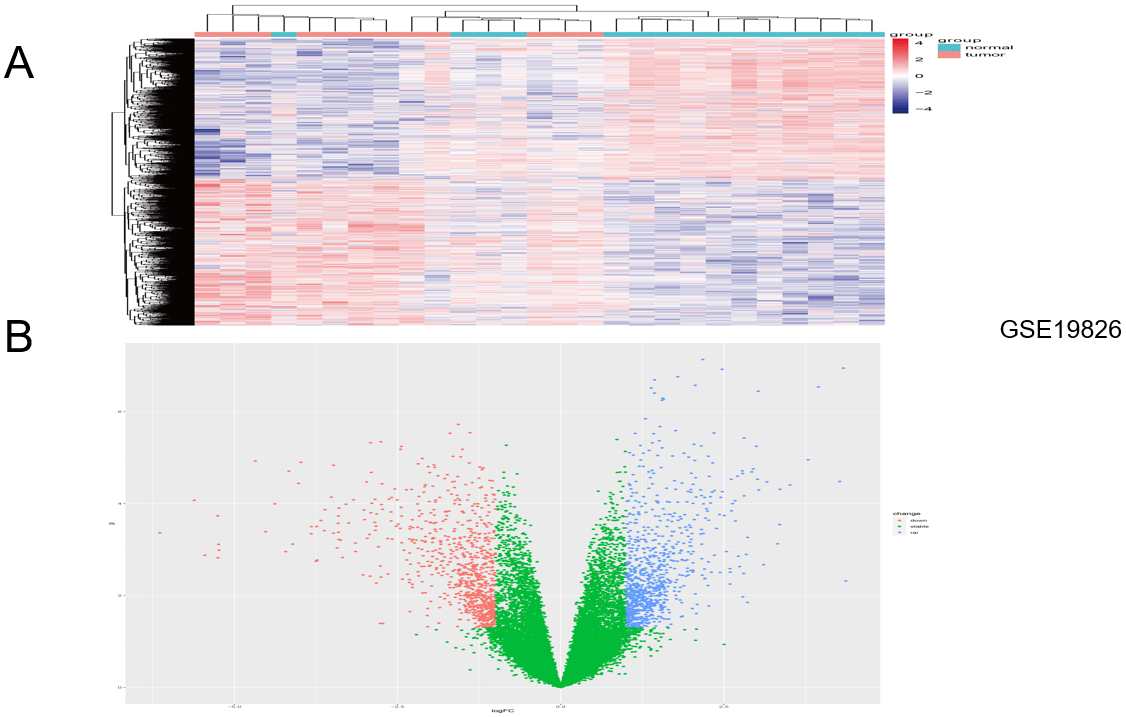 A
group
4
2
0
−2
−4
group
normal
tumor
B
GSE19826
6
4
2
0
P
-5.0
-2.5
0.0
2.5
logFC
change
down
stable
up